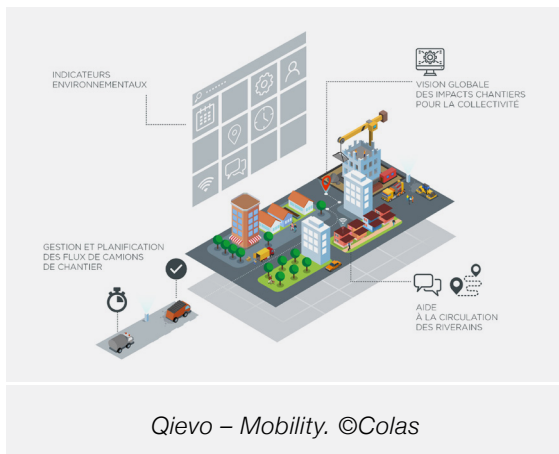 INDICATEURS
ENVIRONNEMENTAUX
VISION GLOBALE
DES IMPACTS CHANTIERS
POUR LA COLLECTIVITÉ
GESTION ET PLANIFICATION
DES FLUX DE CAMIONS
DE CHANTIER
AIDE
À LA CIRCULATION
DES RIVERAINS
Qievo – Mobility. ©Colas